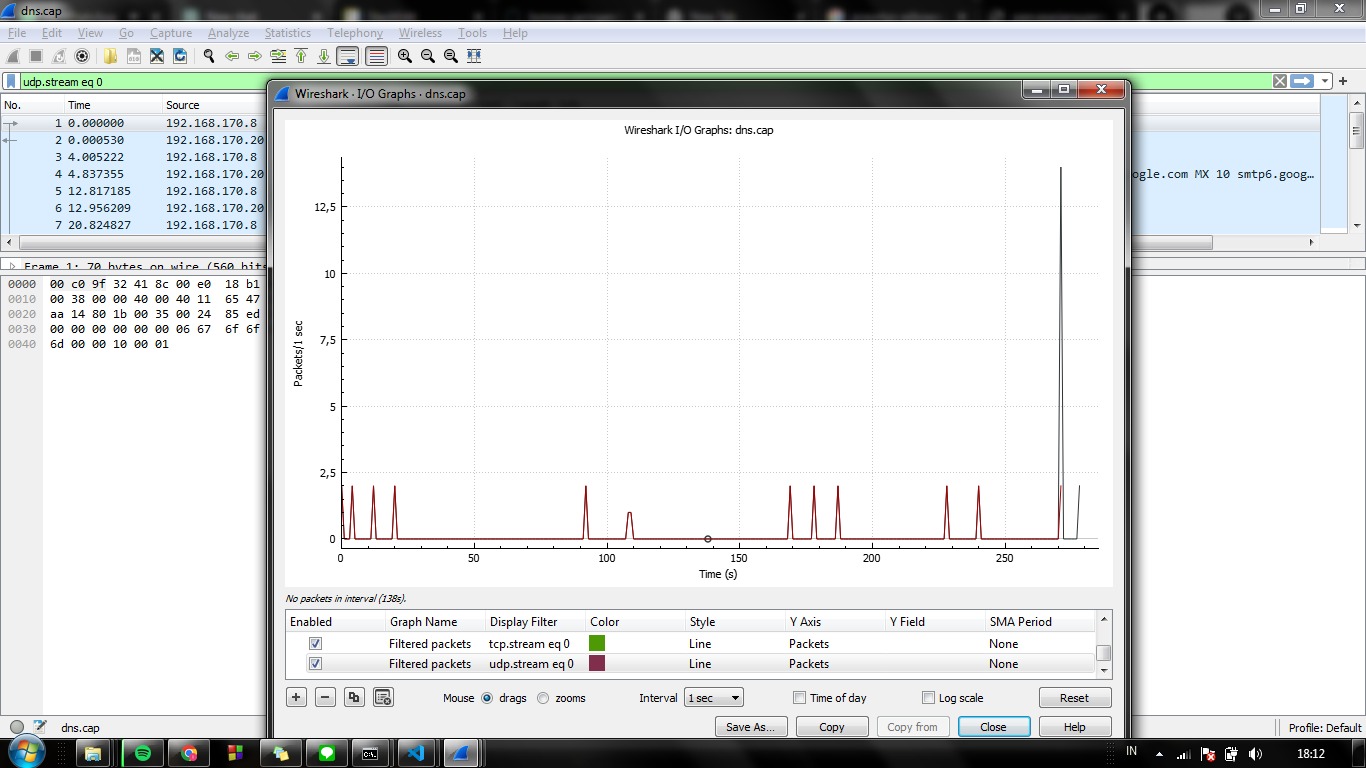 dns.cap
File Edit View Go Capture Analyze Statistics Telephony Wireless Tools Help
udp.stream eq 0
No. Time Source
1 0.000000 192.168.170.8
2 0.000530 192.168.170.20
3 4.005222 192.168.170.8
4 4.837355 192.168.170.20
ogle.com MX 10 smtp6.goog…
5 12.817185 192.168.170.8
6 12.956209 192.168.170.20
7 20.824827 192.168.170.8
Frame 1: 70 bytes on wire (560 bits
0000 00 c0 9f 32 41 8c 00 e0 18 b1
0010 00 38 00 00 40 00 40 11 65 47
0020 aa 14 80 1b 00 35 00 24 85 ed
0030 00 00 00 00 00 00 06 67 6f 6f
0040 6d 00 00 10 00 01
Wireshark · I/O Graphs · dns.cap
Wireshark I/O Graphs: dns.cap
12,5
10
7,5
5
2,5
0
Packets/1 sec
0 50 100 150 200 250
Time (s)
No packets in interval (138s).
Enabled Graph Name Display Filter Color Style Y Axis Y Field SMA Period
Filtered packets tcp.stream eq 0 Line Packets None
Filtered packets udp.stream eq 0 Line Packets None
Mouse drags zooms Interval 1 sec Time of day Log scale Reset
Save As... Copy Copy from Close Help
dns.cap
Profile: Default
IN 18:12